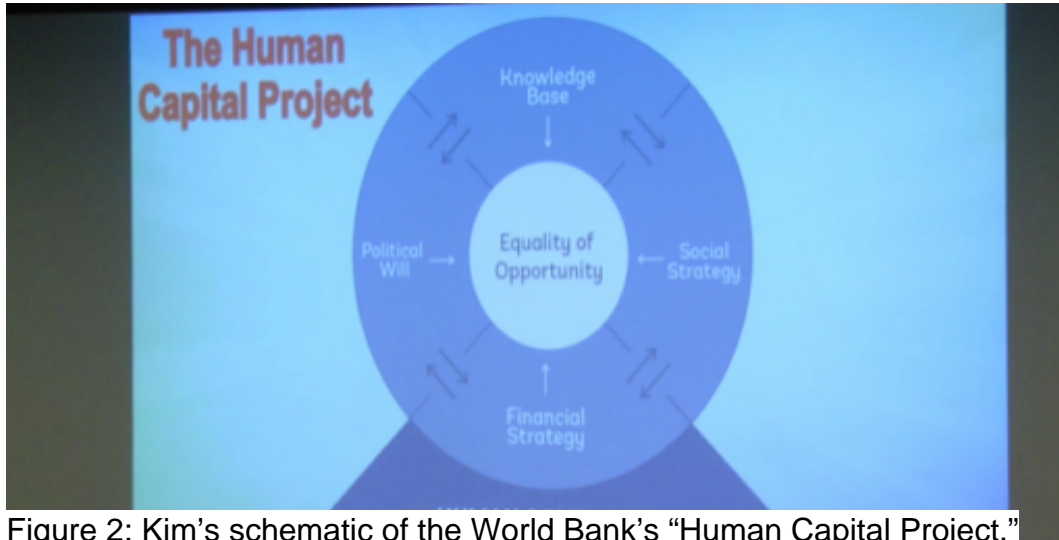 The Human
Capital Project
Knowledge
Base
Political
Will
Equality of
Opportunity
Social
Strategy
Financial
Strategy
Figure 2: Kim's schematic of the World Bank's “Human Capital Project.”